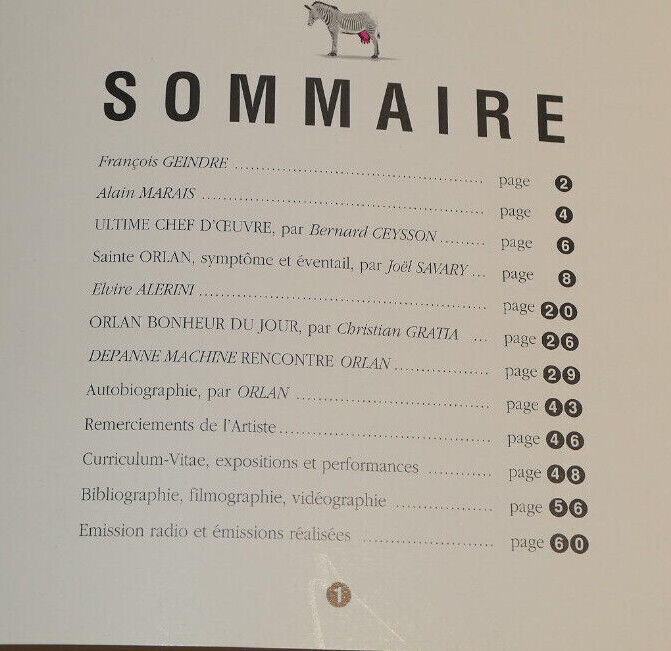 SOMMAIRE
François GEINDRE ........................................ page 2
Alain MARAIS ............................................. page 4
ULTIME CHEF D'ŒUVRE, par Bernard CEYSSON ......... page 6
Sainte ORLAN, symptôme et éventail, par Joël SAVARY ... page 8
Elvire ALERINI ............................................. page 20
ORLAN BONHEUR DU JOUR, par Christian GRATIA ... page 26
DEPANNE MACHINE RENCONTRE ORLAN ................ page 29
Autobiographie, par ORLAN ................................ page 43
Remerciements de l'Artiste ................................... page 46
Curriculum-Vitae, expositions et performances ........... page 48
Bibliographie, filmographie, vidéographie ................ page 56
Emission radio et émissions réalisées ...................... page 60
1